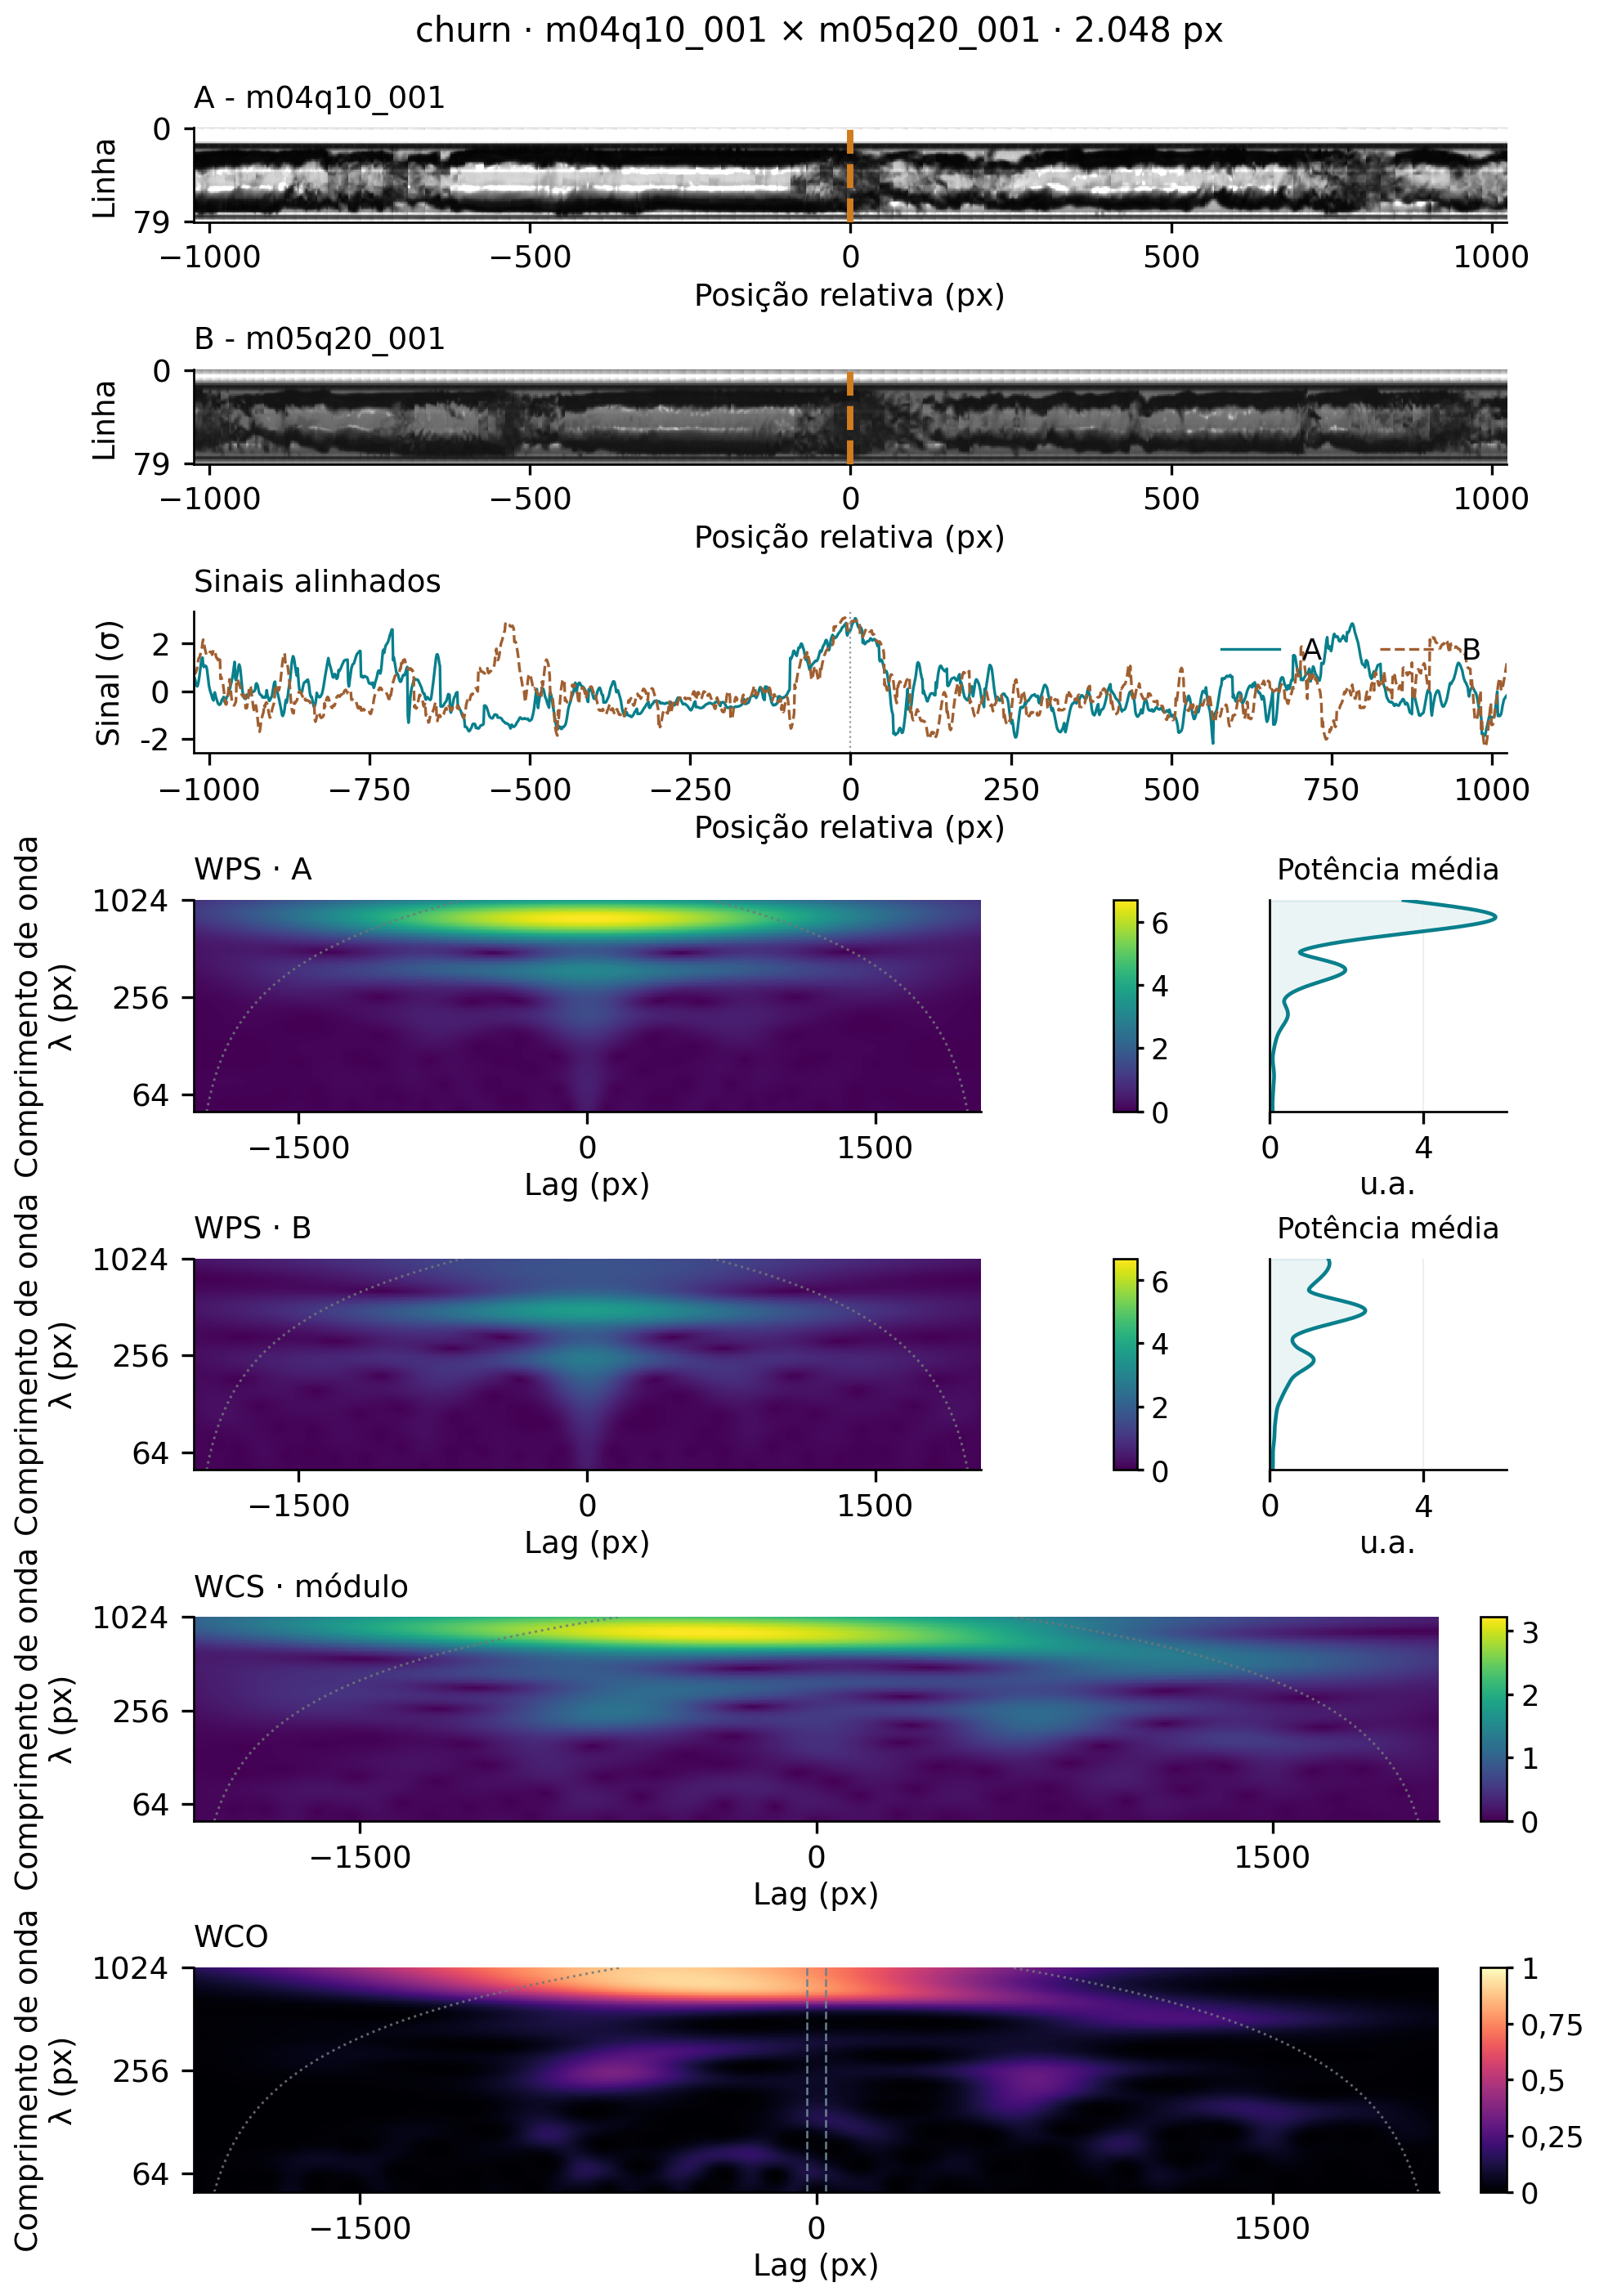 churn · m04q10_001 × m05q20_001 · 2.048 px
A - m04q10_001
Linha
0
79
−1000 −500 0 500 1000
Posição relativa (px)
B - m05q20_001
Linha
0
79
−1000 −500 0 500 1000
Posição relativa (px)
Sinais alinhados
Sinal (σ)
2
0
-2
A B
−1000 −750 −500 −250 0 250 500 750 1000
Posição relativa (px)
WPS · A
Comprimento de onda
λ (px)
1024
256
64
−1500 0 1500
Lag (px)
6
4
2
0
Potência média
0 4
u.a.
WPS · B
Comprimento de onda
λ (px)
1024
256
64
−1500 0 1500
Lag (px)
6
4
2
0
Potência média
0 4
u.a.
WCS · módulo
Comprimento de onda
λ (px)
1024
256
64
−1500 0 1500
Lag (px)
3
2
1
0
WCO
Comprimento de onda
λ (px)
1024
256
64
−1500 0 1500
Lag (px)
1
0,75
0,5
0,25
0